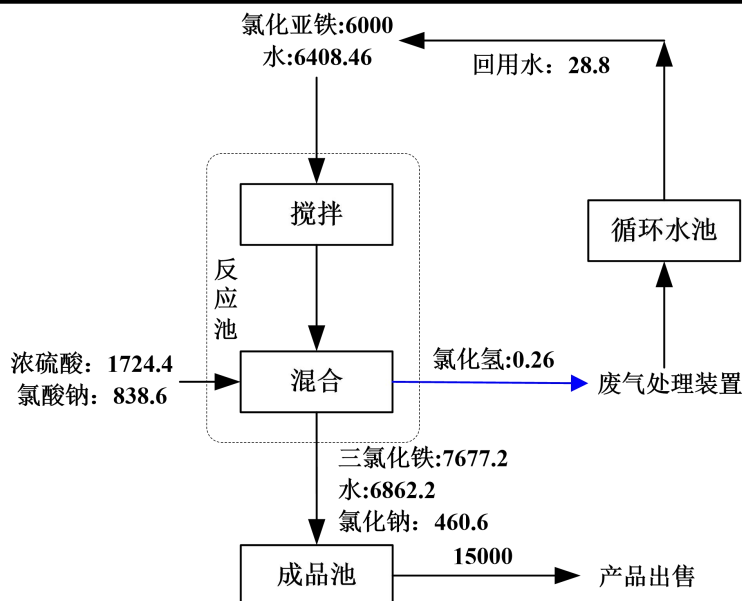 氯化亚铁:6000
水:6408.46
回用水：28.8
搅拌
循环水池
反应池
浓硫酸：1724.4
氯酸钠：838.6
混合
氯化氢:0.26
废气处理装置
三氯化铁:7677.2
水:6862.2
氯化钠：460.6
成品池
15000
产品出售